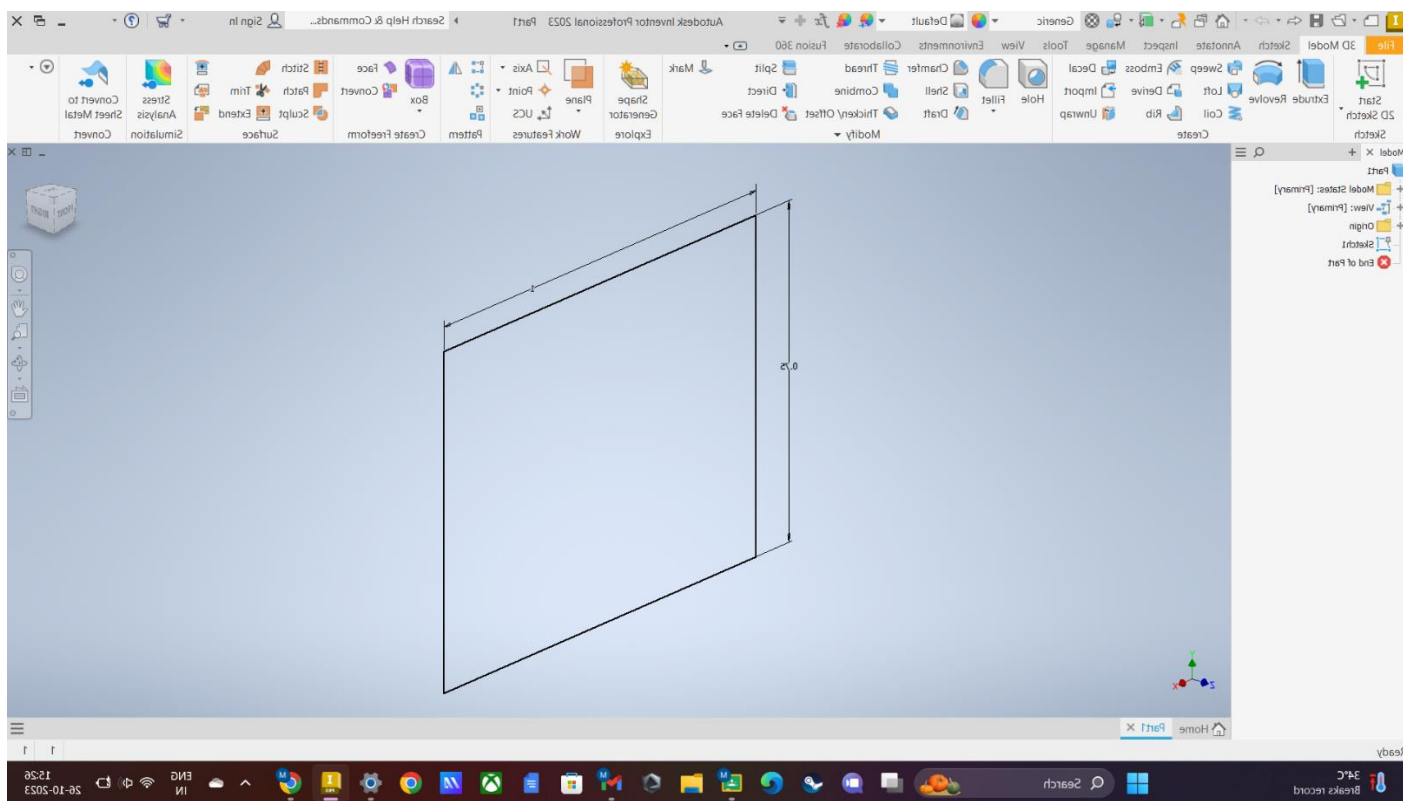 File 3D Model Sketch Annotate Inspect Manage Tools View Environments Collaborate Fusion 360
Generic Default Autodesk Inventor Professional 2023 Part1 Search Help & Commands... Sign In
Start
2D Sketch
Sketch
Extrude Revolve
Sweep Emboss Decal
Loft Derive Import
Coil Rib Unwrap
Create
Hole Fillet
Chamfer Thread Split
Shell Combine Direct
Draft Thicken/ Offset Delete Face
Modify
Mark
Shape
Generator
Explore
Plane
Axis
Point
UCS
Work Features
Pattern
Box
Face
Convert
Create Freeform
Stitch
Patch Trim
Sculpt Extend
Surface
Stress
Analysis
Simulation
Convert to
Sheet Metal
Convert
Model
Part1
Model States: [Primary]
View: [Primary]
Origin
Sketch1
End of Part
FRONT RIGHT
1
0.75
Y
X Z
Home Part1
Ready
1 1
34°C
Breaks record
Search
ENG
IN
15:26
26-10-2023